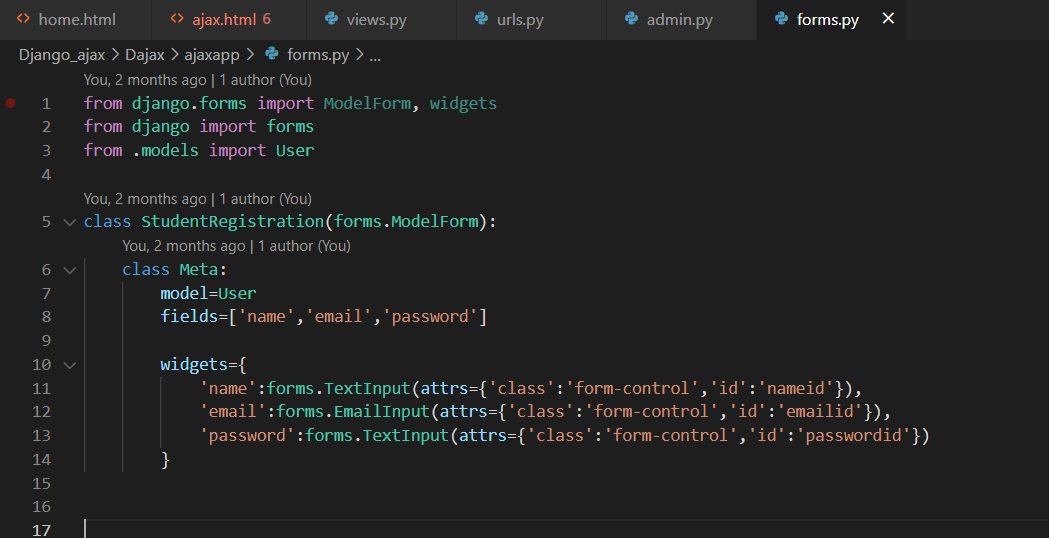 home.html ajax.html 6 views.py urls.py admin.py forms.py
Django_ajax > Dajax > ajaxapp > forms.py > ...
You, 2 months ago | 1 author (You)
1 from django.forms import ModelForm, widgets
2 from django import forms
3 from .models import User
4
You, 2 months ago | 1 author (You)
5 class StudentRegistration(forms.ModelForm):
You, 2 months ago | 1 author (You)
6 class Meta:
7 model=User
8 fields=['name','email','password']
9
10 widgets={
11 'name':forms.TextInput(attrs={'class':'form-control','id':'nameid'}),
12 'email':forms.EmailInput(attrs={'class':'form-control','id':'emailid'}),
13 'password':forms.TextInput(attrs={'class':'form-control','id':'passwordid'})
14 }
15
16
17